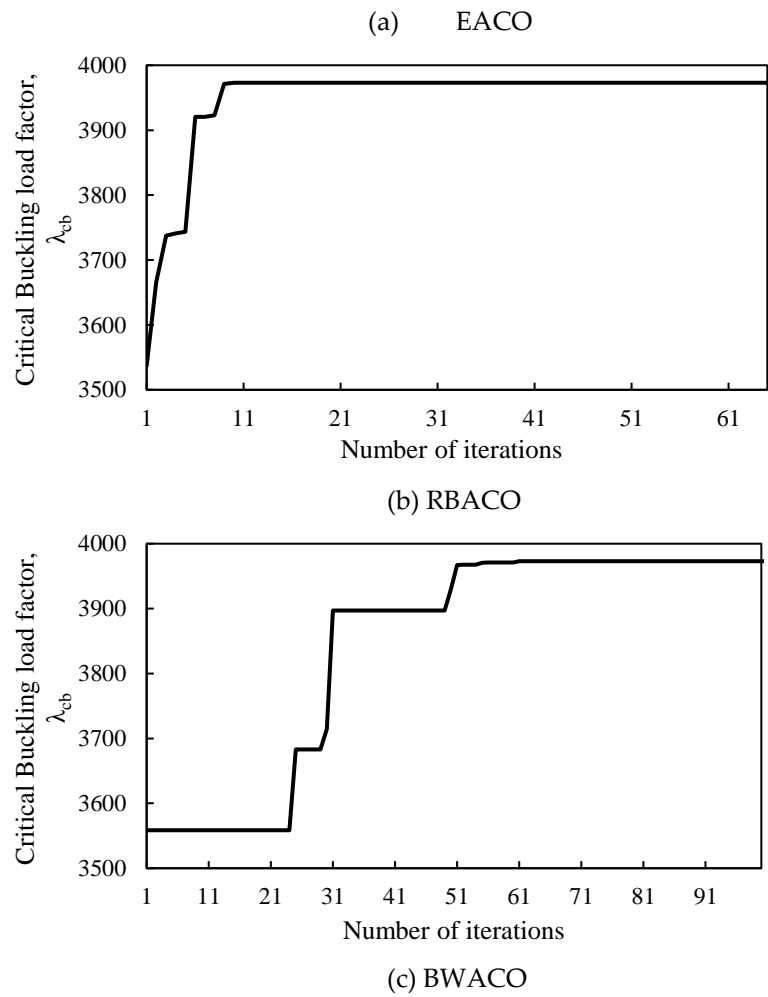 (a) EACO
4000
3900
3800
3700
3600
3500
Critical Buckling load factor,
λcb
1 11 21 31 41 51 61
Number of iterations
(b) RBACO
4000
3900
3800
3700
3600
3500
Critical Buckling load factor,
λcb
1 11 21 31 41 51 61 71 81 91
Number of iterations
(c) BWACO